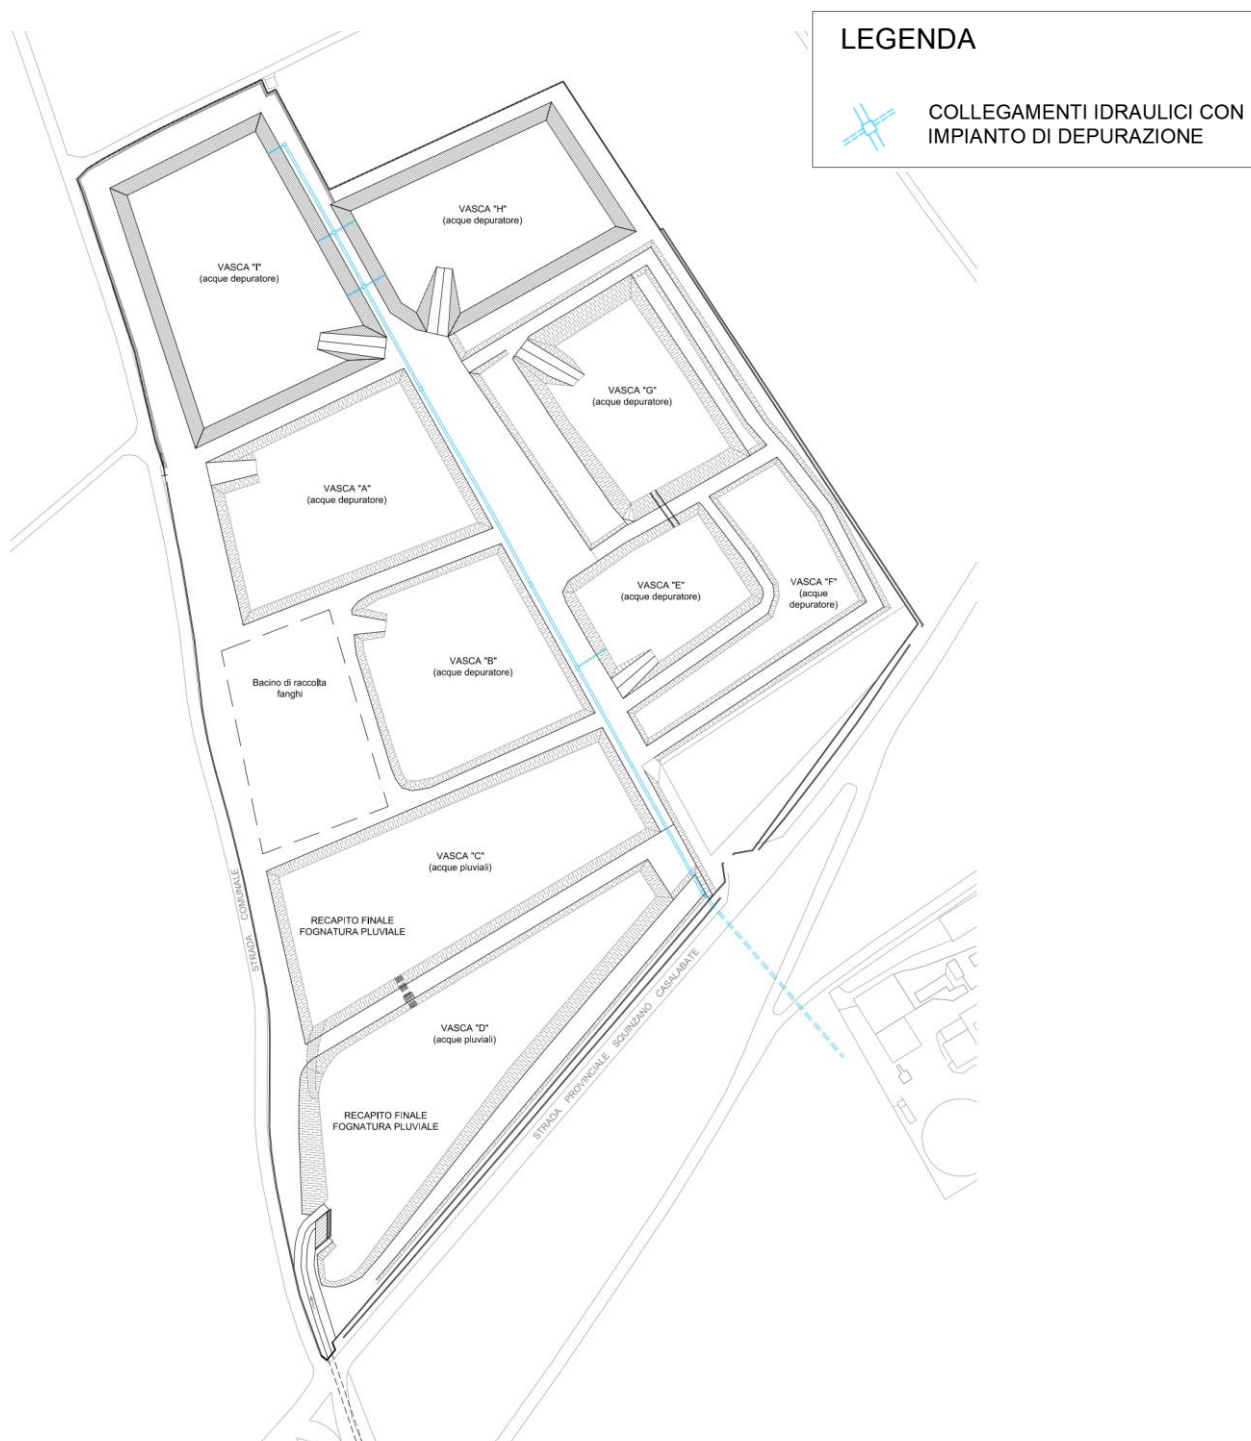 LEGENDA
COLLEGAMENTI IDRAULICI CON
IMPIANTO DI DEPURAZIONE
VASCA "H"
(acque depuratore)
VASCA "I"
(acque depuratore)
VASCA "G"
(acque depuratore)
VASCA "A"
(acque depuratore)
VASCA "E"
(acque depuratore)
VASCA "F"
(acque
depuratore)
VASCA "B"
(acque depuratore)
Bacino di raccolta
fanghi
VASCA "C"
(acque pluviali)
RECAPITO FINALE
FOGNATURA PLUVIALE
STRADA COMUNALE
VASCA "D"
(acque pluviali)
RECAPITO FINALE
FOGNATURA PLUVIALE
STRADA PROVINCIALE SQUINZANO CASALABATE